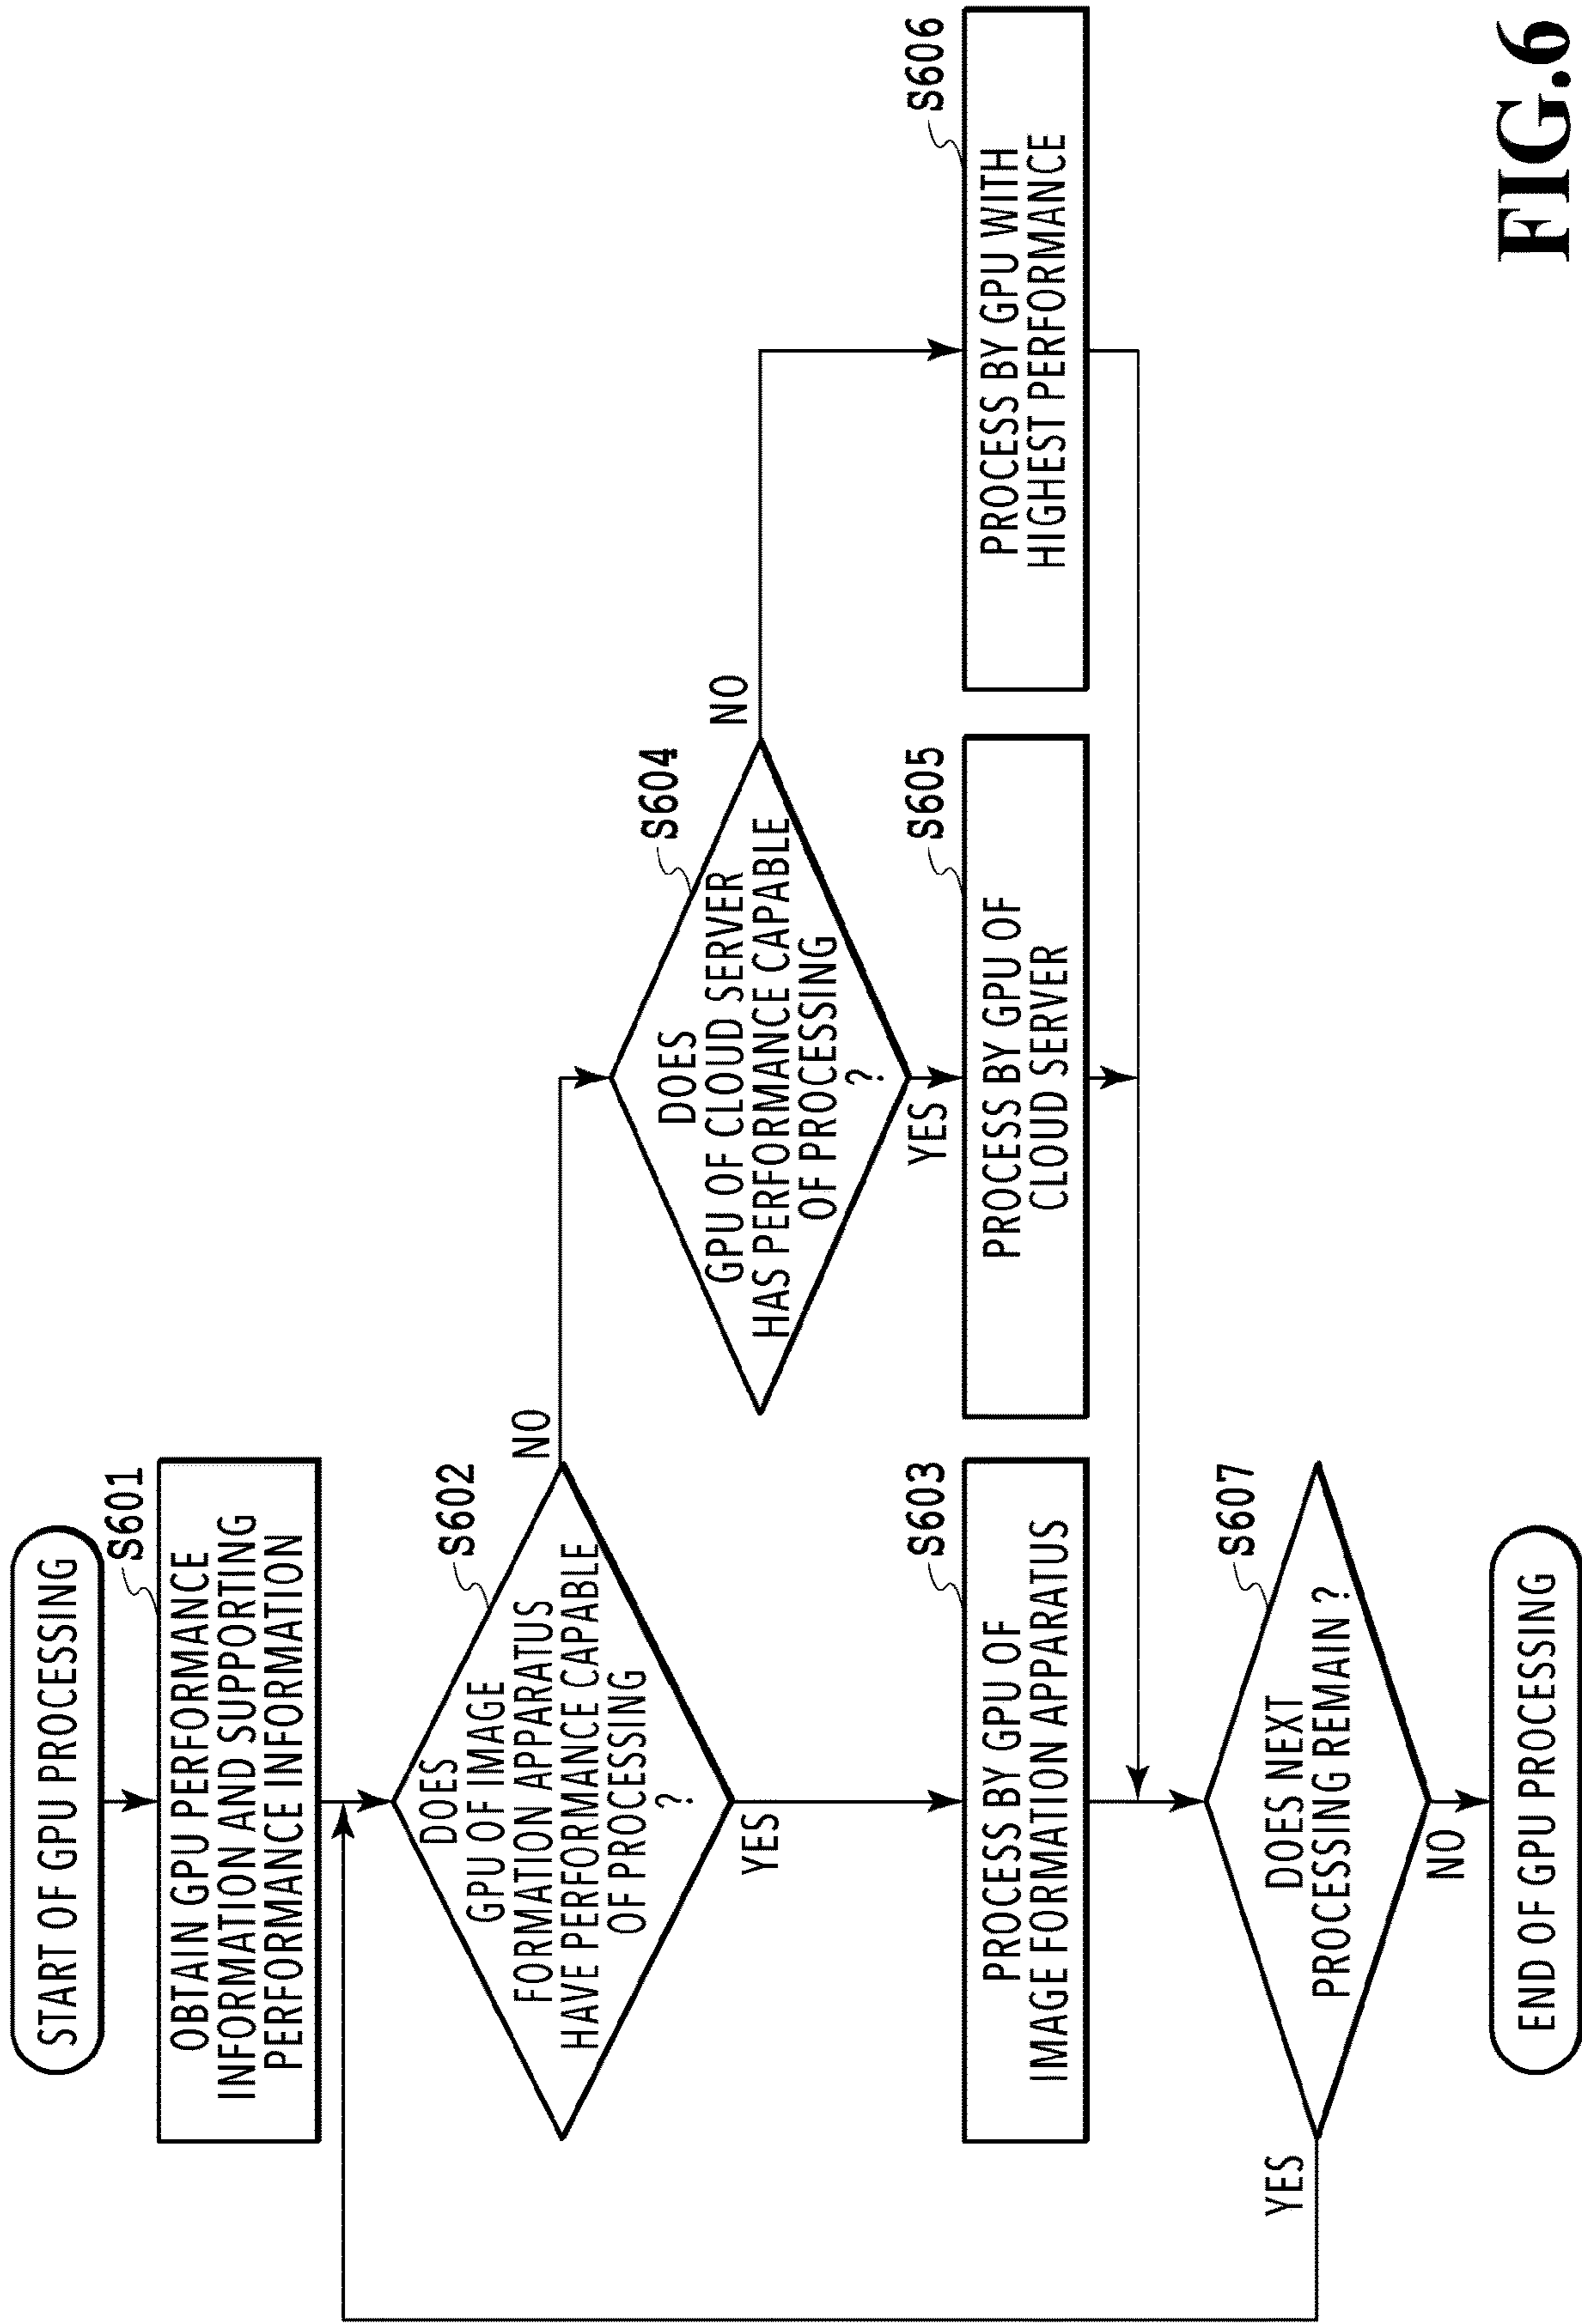 START OF GPU PROCESSING
S601
OBTAIN GPU PERFORMANCE
INFORMATION AND SUPPORTING
PERFORMANCE INFORMATION
S602
DOES
GPU OF IMAGE
FORMATION APPARATUS
HAVE PERFORMANCE CAPABLE
OF PROCESSING
?
NO
YES
S604
DOES
GPU OF CLOUD SERVER
HAS PERFORMANCE CAPABLE
OF PROCESSING
?
NO
YES
S603
PROCESS BY GPU OF
IMAGE FORMATION APPARATUS
S605
PROCESS BY GPU OF
CLOUD SERVER
S606
PROCESS BY GPU WITH
HIGHEST PERFORMANCE
S607
DOES NEXT
PROCESSING REMAIN ?
YES
NO
END OF GPU PROCESSING
FIG.6